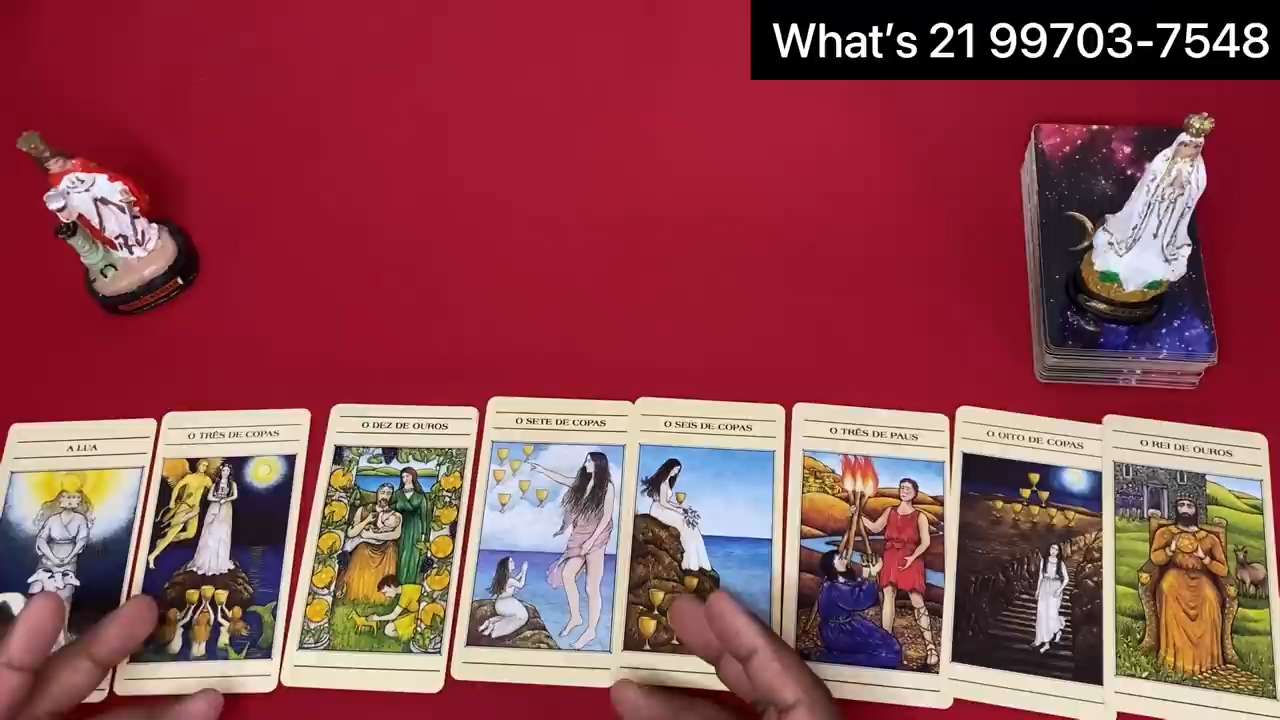 What's 21 99703-7548
A LUA
O TRÊS DE COPAS
O DEZ DE OUROS
O SETE DE COPAS
O SEIS DE COPAS
O TRÊS DE PAUS
O OITO DE COPAS
O REI DE OUROS